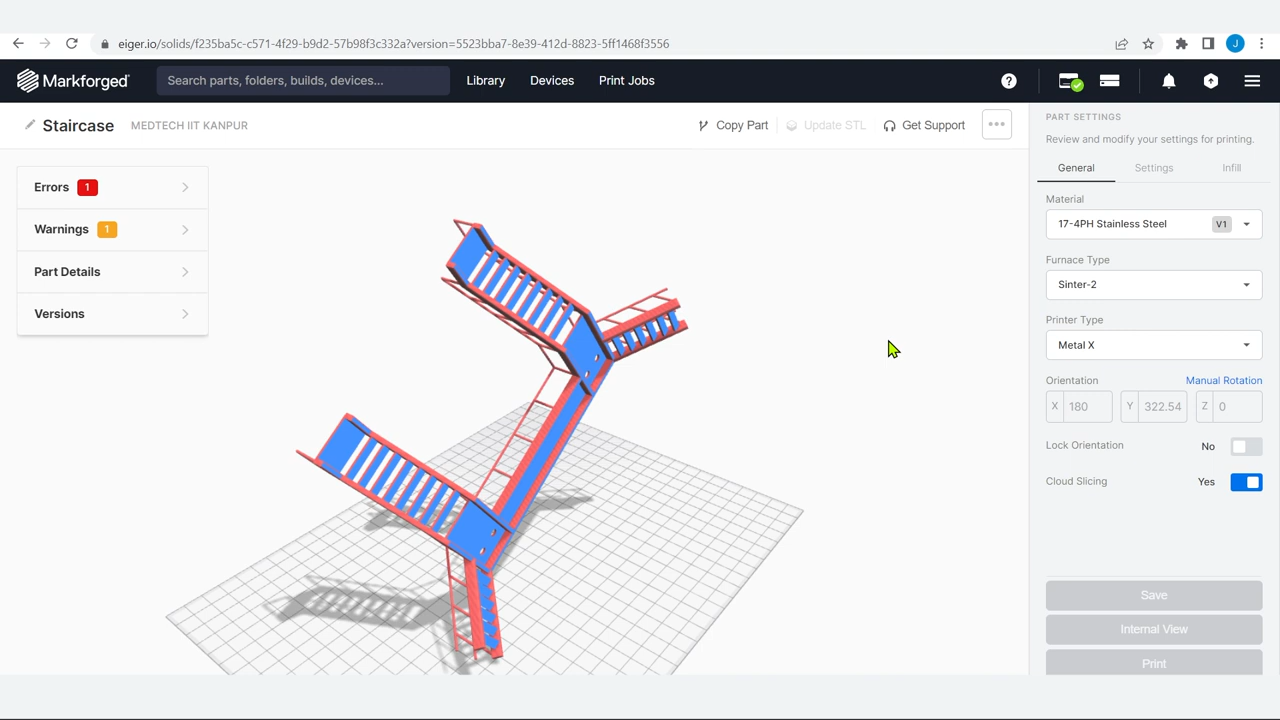 eiger.io/solids/f235ba5c-c571-4f29-b9d2-57b98f3c332a?version=5523bba7-8e39-412d-8823-5ff1468f3556
J
Markforged
Search parts, folders, builds, devices...
Library
Devices
Print Jobs
Staircase
MEDTECH IIT KANPUR
Copy Part
Update STL
Get Support
Errors 1
Warnings 1
Part Details
Versions
PART SETTINGS
Review and modify your settings for printing.
General
Settings
Infill
Material
17-4PH Stainless Steel V1
Furnace Type
Sinter-2
Printer Type
Metal X
Orientation
Manual Rotation
X 180
Y 322.54
Z 0
Lock Orientation
No
Cloud Slicing
Yes
Save
Internal View
Print